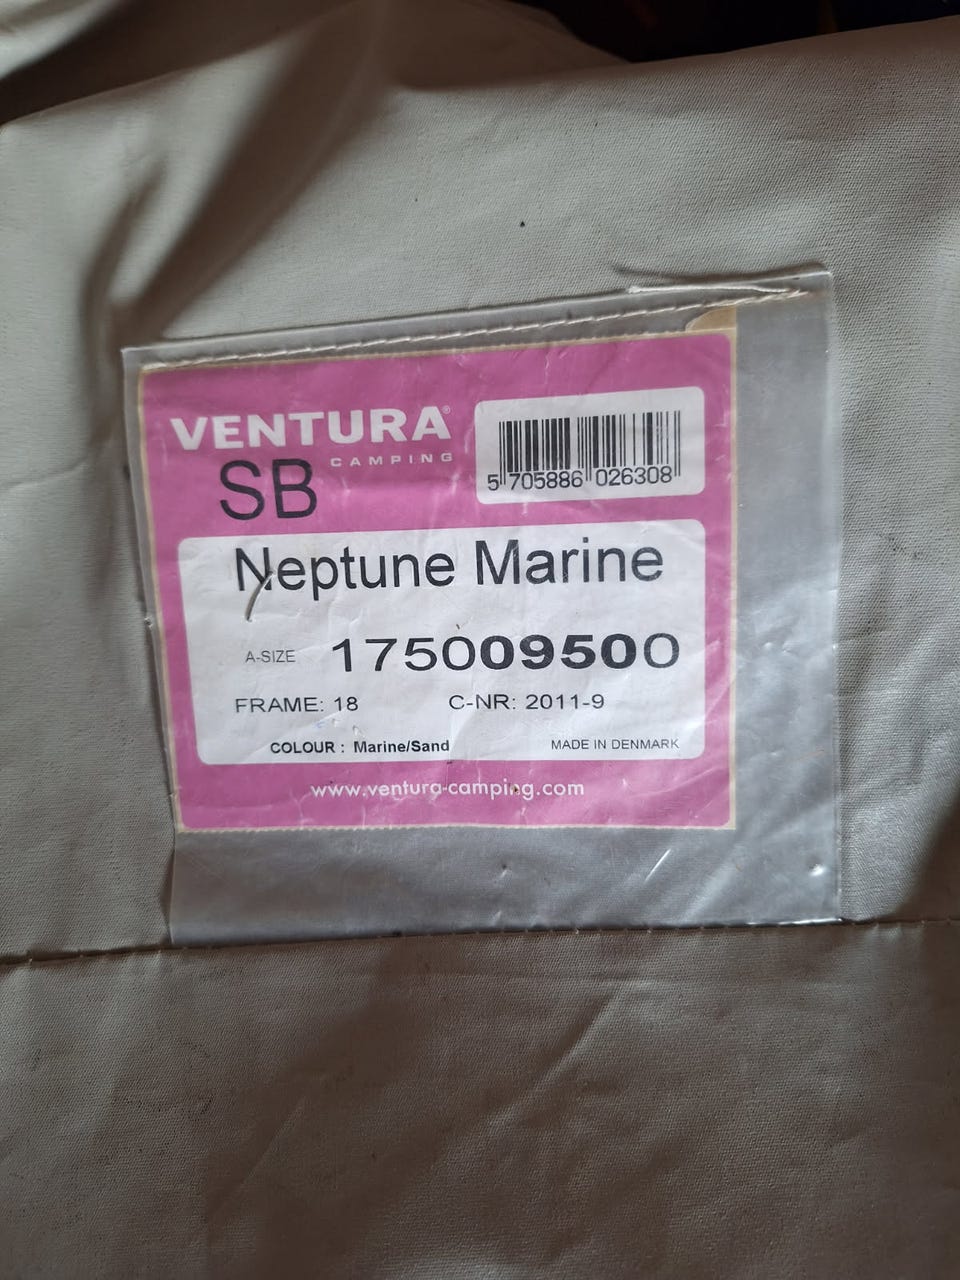 VENTURA®
CAMPING
SB
5 705886 026308
Neptune Marine
A-SIZE 175009500
FRAME: 18 C-NR: 2011-9
COLOUR : Marine/Sand MADE IN DENMARK
www.ventura-camping.com